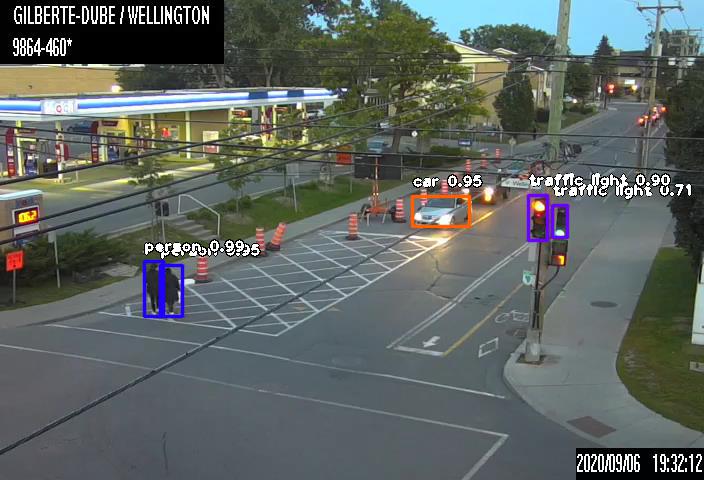 GILBERTE-DUBE / WELLINGTON
9864-460*
car 0.95
traffic light 0.90
traffic light 0.71
person 0.99
2020/09/06 19:32:12